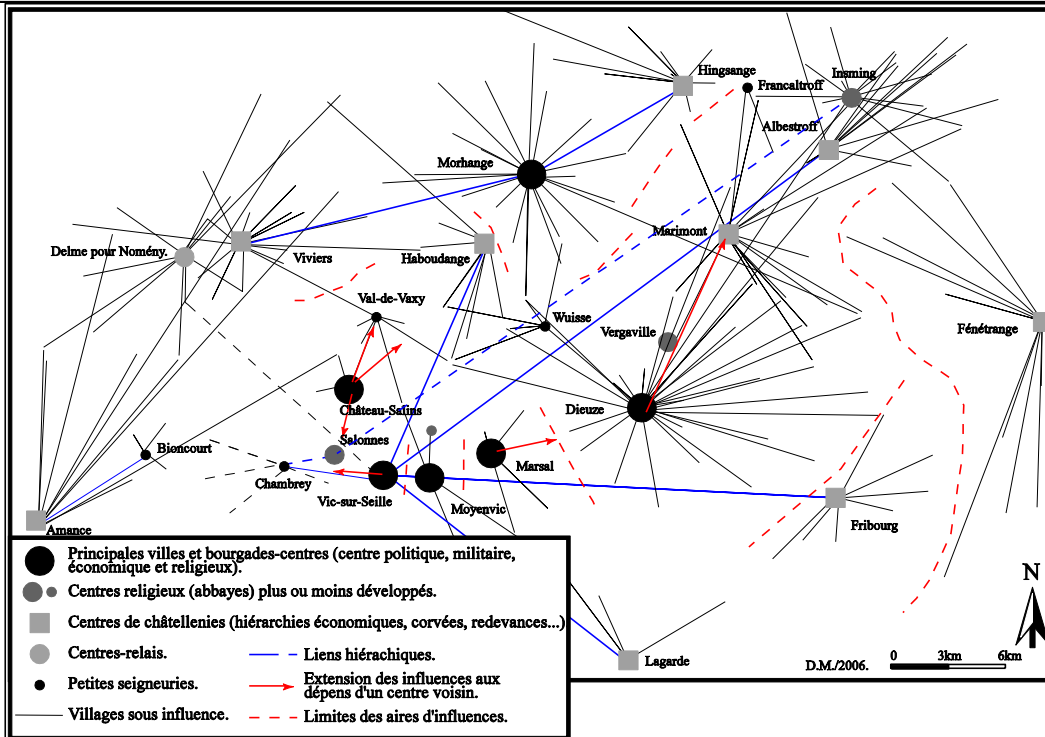 Hingsange
Francaltroff
Insming
Albestroff
Morhange
Marimont
Delme pour Nomény.
Viviers
Haboudange
Val-de-Vaxy
Wuisse
Vergaville
Fénétrange
Château-Salins
Dieuze
Salonnes
Bioncourt
Marsal
Chambrey
Vic-sur-Seille
Moyenvic
Fribourg
Amance
Principales villes et bourgades-centres (centre politique, militaire,
économique et religieux).
Centres religieux (abbayes) plus ou moins développés.
Centres de châtellenies (hiérarchies économiques, corvées, redevances...)
Centres-relais.
Liens hiérachiques.
Petites seigneuries.
Extension des influences aux
dépens d'un centre voisin.
Villages sous influence.
Limites des aires d'influences.
Lagarde
D.M./2006.
0 3km 6km
N